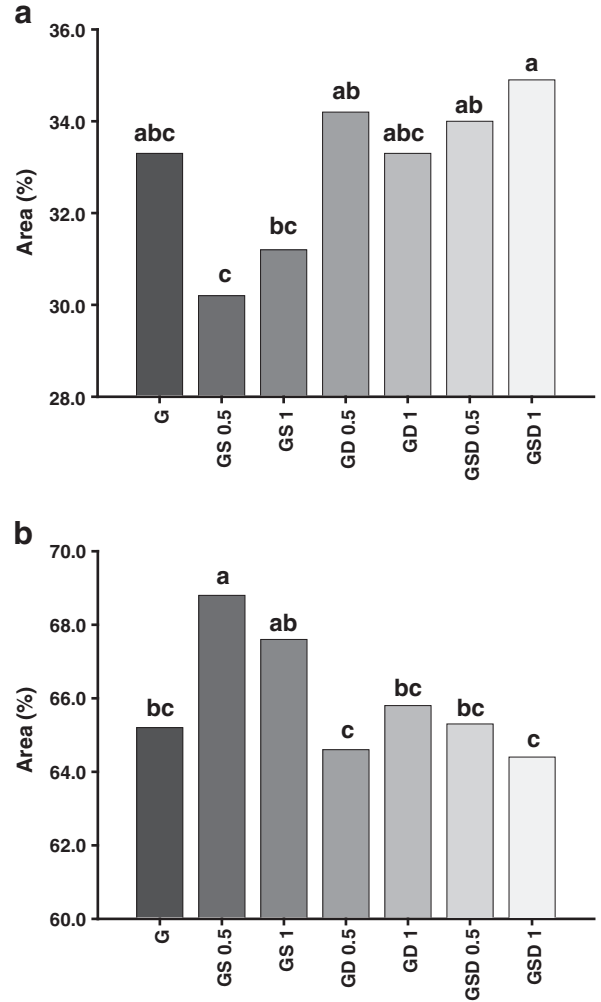 a
36.0
34.0
32.0
30.0
28.0
Area (%)
abc
c
bc
ab
abc
ab
a
G
GS 0.5
GS 1
GD 0.5
GD 1
GSD 0.5
GSD 1
b
70.0
68.0
66.0
64.0
62.0
60.0
Area (%)
bc
a
ab
c
bc
bc
c
G
GS 0.5
GS 1
GD 0.5
GD 1
GSD 0.5
GSD 1